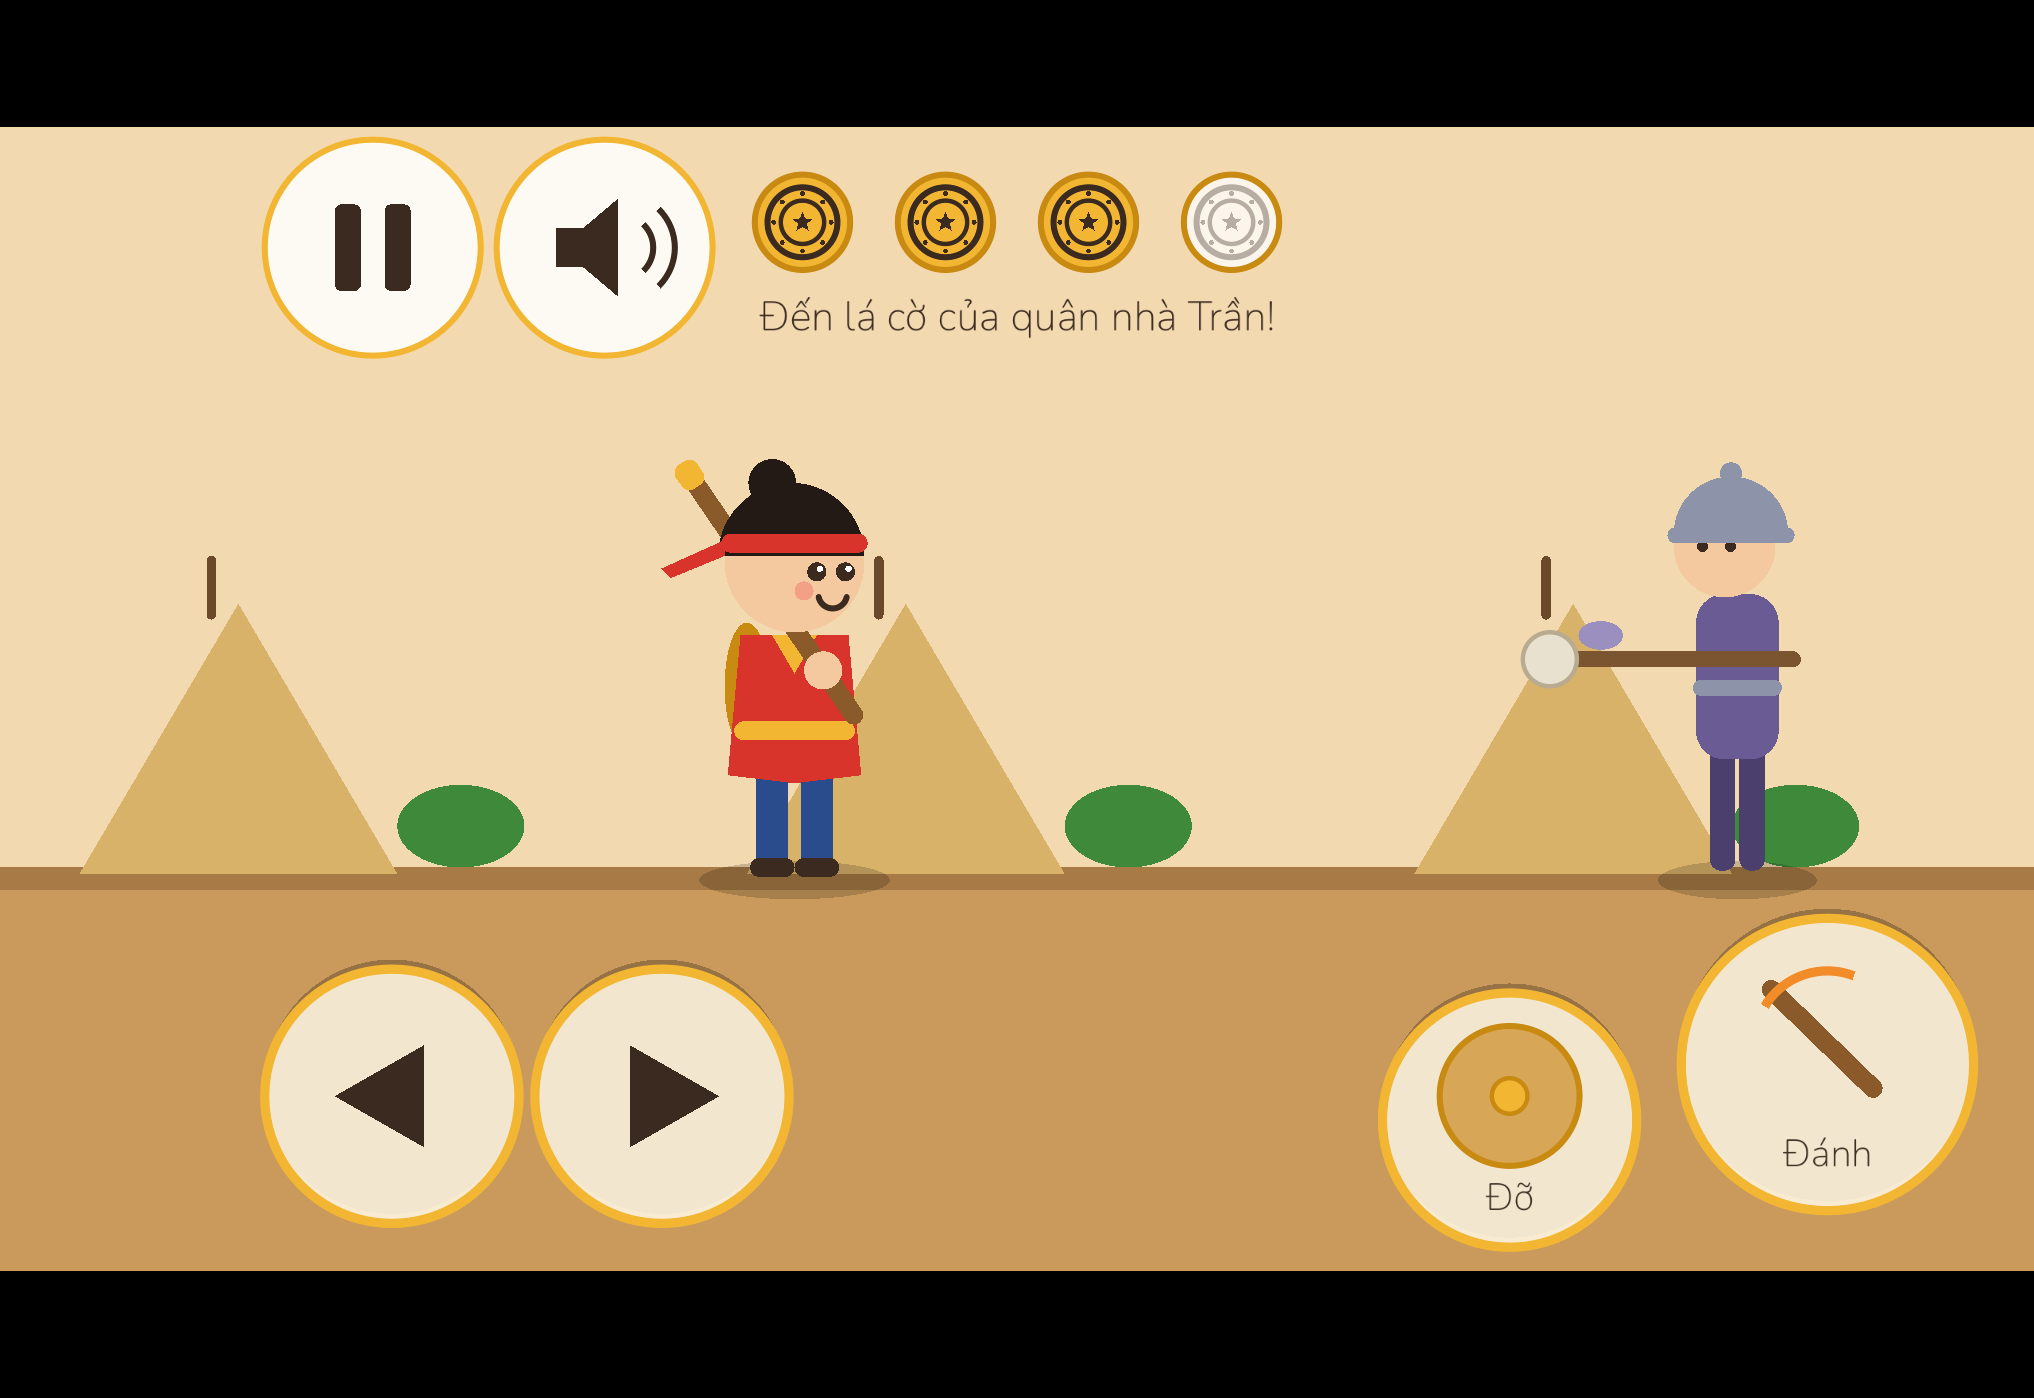 Đến lá cờ của quân nhà Trần!
Đánh
Đỡ